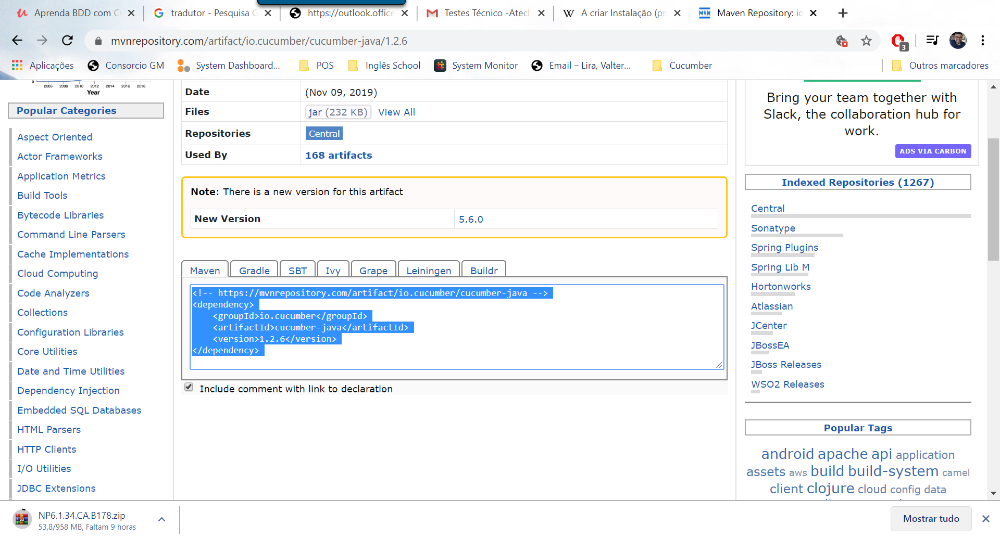 Aprenda BDD com C
tradutor - Pesquisa G
https://outlook.office
Testes Técnico -Atech
A criar Instalação (pr
Maven Repository: io
mvnrepository.com/artifact/io.cucumber/cucumber-java/1.2.6
3
Aplicações
Consorcio GM
System Dashboard...
POS
Inglês School
System Monitor
Email – Lira, Valter...
Cucumber
Outros marcadores
0
2006 2008 2010 2012 2014 2016 2018
Year
Popular Categories
Aspect Oriented
Actor Frameworks
Application Metrics
Build Tools
Bytecode Libraries
Command Line Parsers
Cache Implementations
Cloud Computing
Code Analyzers
Collections
Configuration Libraries
Core Utilities
Date and Time Utilities
Dependency Injection
Embedded SQL Databases
HTML Parsers
HTTP Clients
I/O Utilities
JDBC Extensions
Date (Nov 09, 2019)
Files jar (232 KB) View All
Repositories Central
Used By 168 artifacts
Note: There is a new version for this artifact
New Version 5.6.0
Maven Gradle SBT Ivy Grape Leiningen Buildr
<!-- https://mvnrepository.com/artifact/io.cucumber/cucumber-java -->
<dependency>
    <groupId>io.cucumber</groupId>
    <artifactId>cucumber-java</artifactId>
    <version>1.2.6</version>
</dependency>
Include comment with link to declaration
Bring your team together with
Slack, the collaboration hub for
work.
ADS VIA CARBON
Indexed Repositories (1267)
Central
Sonatype
Spring Plugins
Spring Lib M
Hortonworks
Atlassian
JCenter
JBossEA
JBoss Releases
WSO2 Releases
Popular Tags
android apache api application
assets aws build build-system camel
client clojure cloud config data
NP6.1.34.CA.B178.zip
53,8/958 MB, Faltam 9 horas
Mostrar tudo